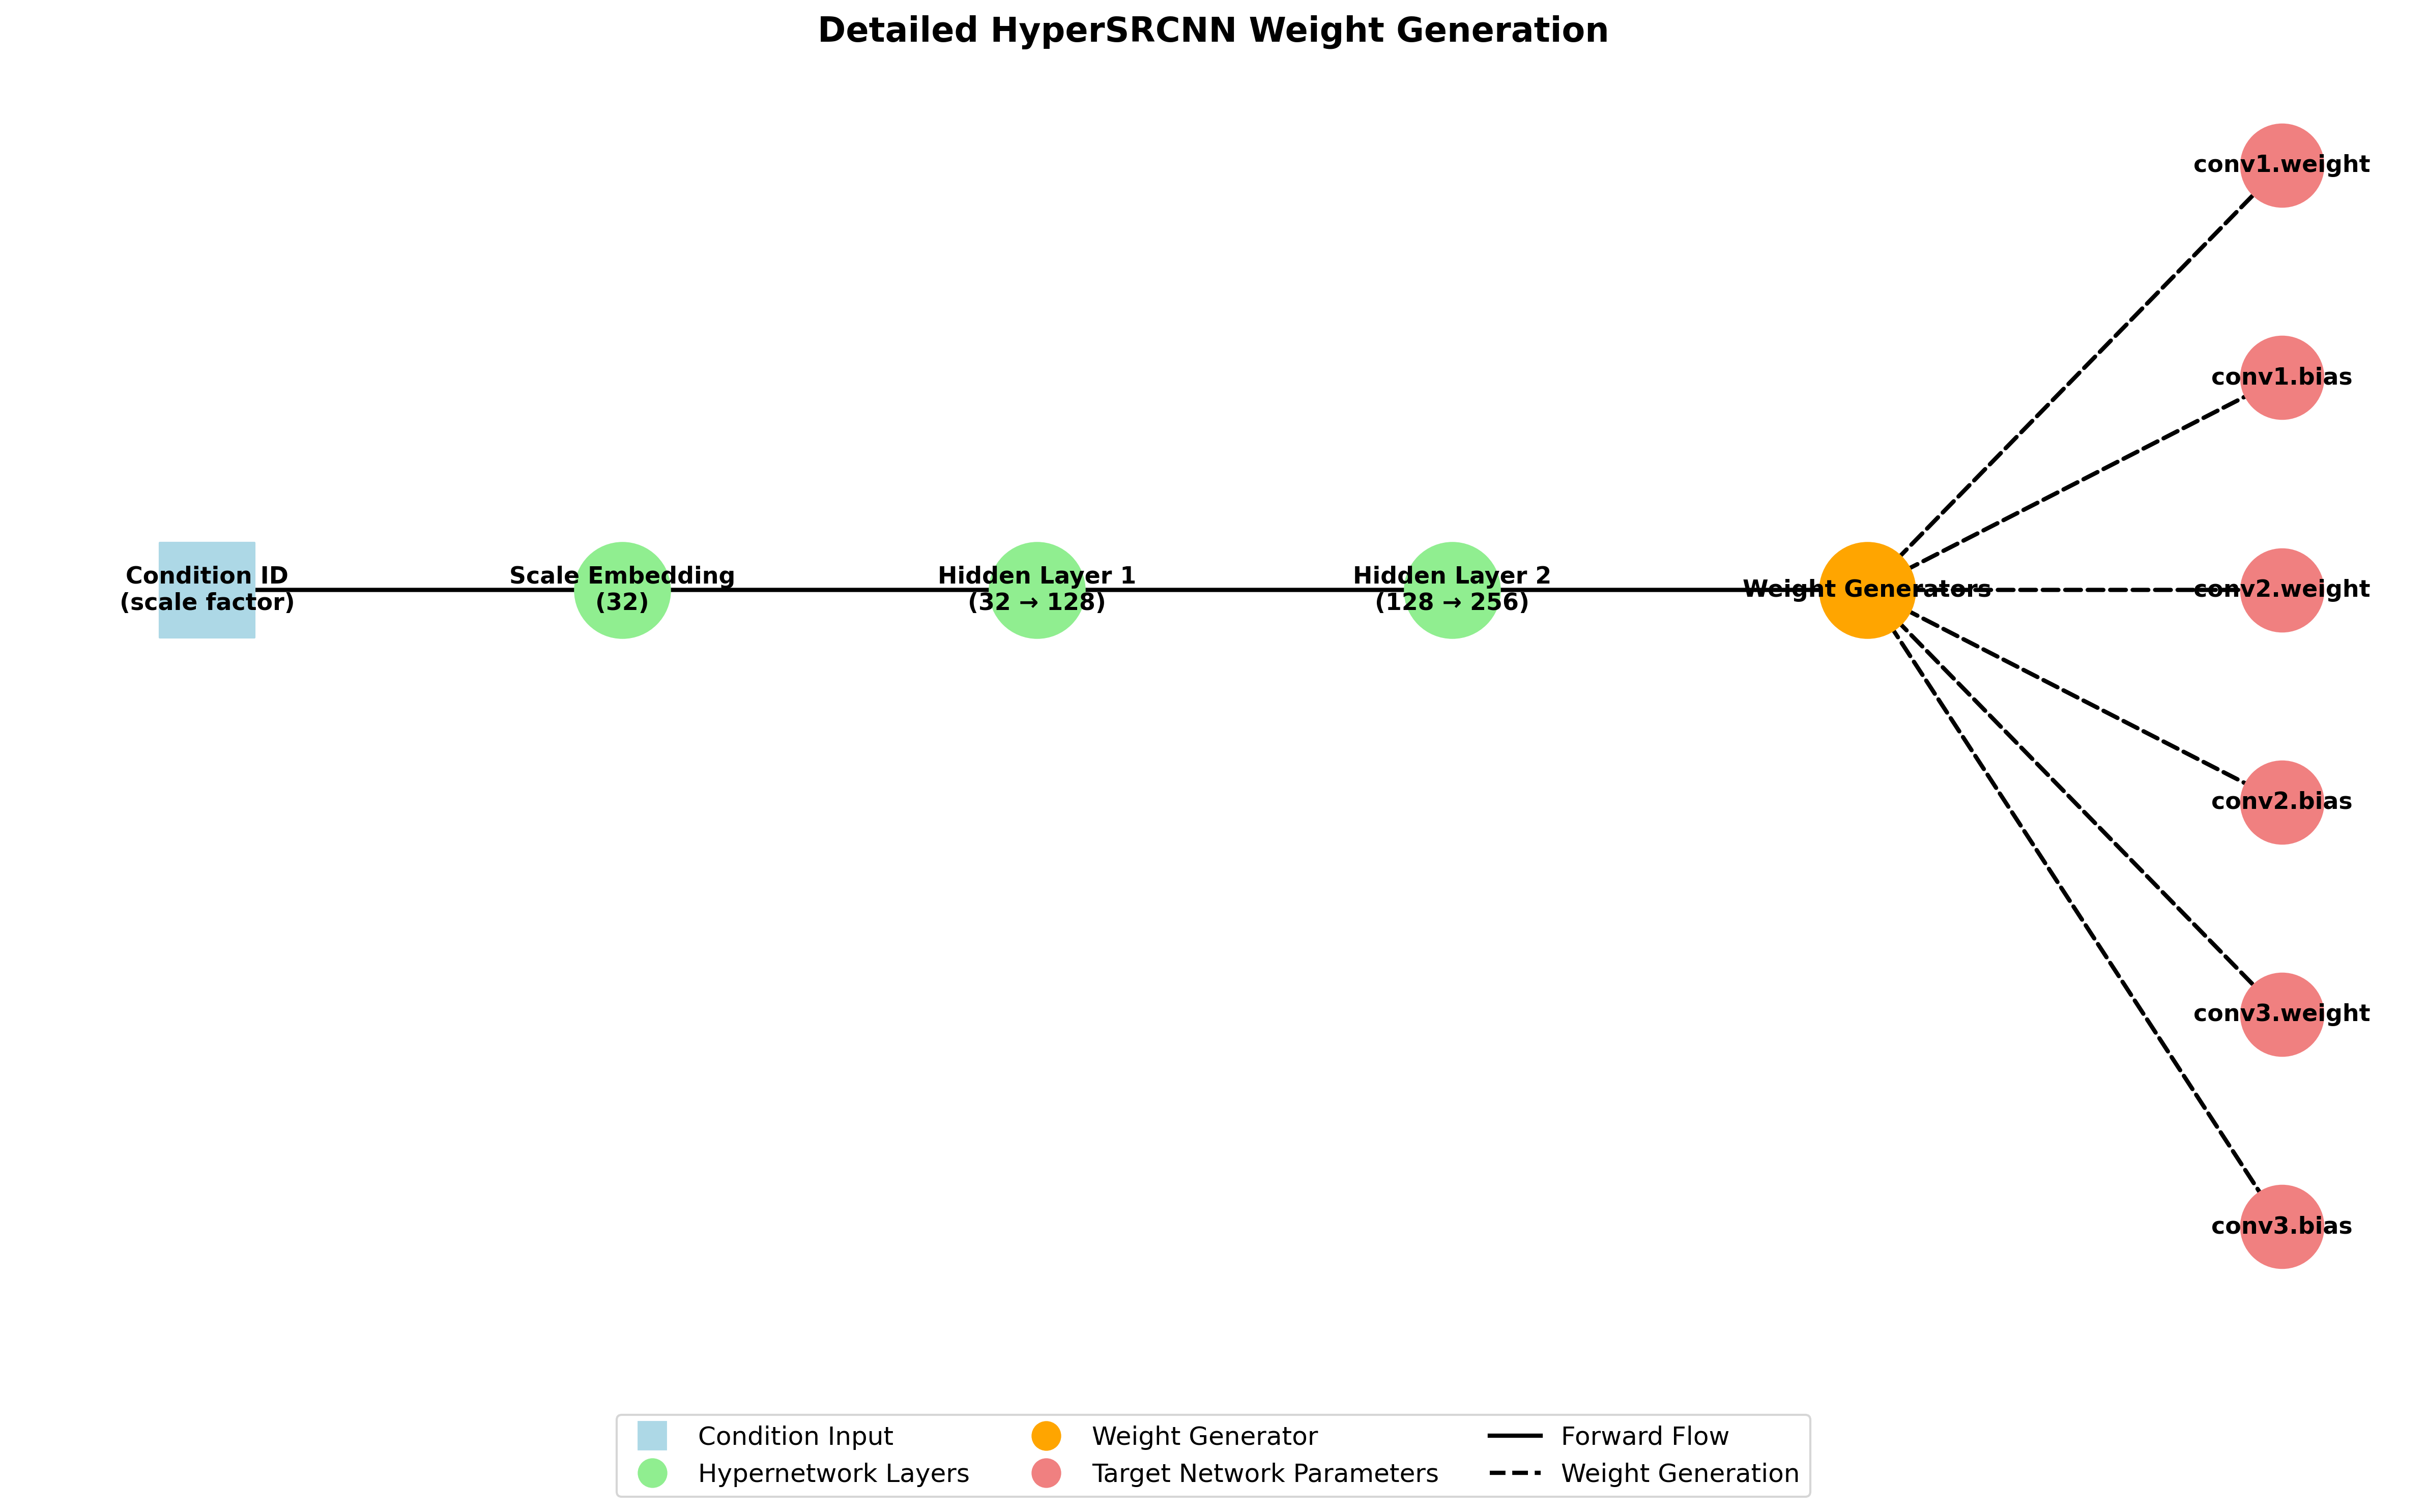 Detailed HyperSRCNN Weight Generation
conv1.weight
conv1.bias
Condition ID
(scale factor)
Scale Embedding
(32)
Hidden Layer 1
(32 → 128)
Hidden Layer 2
(128 → 256)
Weight Generators
conv2.weight
conv2.bias
conv3.weight
conv3.bias
Condition Input
Hypernetwork Layers
Weight Generator
Target Network Parameters
Forward Flow
Weight Generation